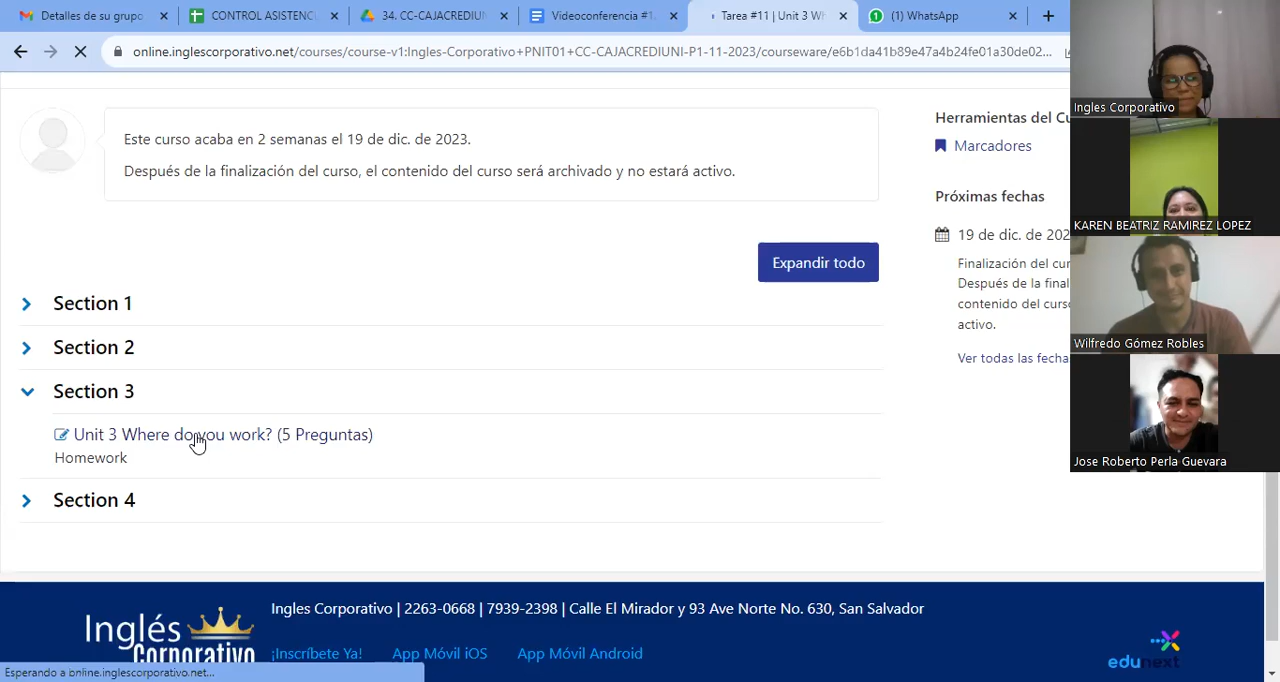 Detalles de su grupo
CONTROL ASISTENC
34. CC-CAJACREDIUN
Videoconferencia #1
Tarea #11 | Unit 3 Wh
(1) WhatsApp
online.inglescorporativo.net/courses/course-v1:Ingles-Corporativo+PNIT01+CC-CAJACREDIUNI-P1-11-2023/courseware/e6b1da41b89e47a4b24fe01a30de02...
Este curso acaba en 2 semanas el 19 de dic. de 2023.
Después de la finalización del curso, el contenido del curso será archivado y no estará activo.
Expandir todo
Section 1
Section 2
Section 3
Unit 3 Where do you work? (5 Preguntas)
Homework
Section 4
Herramientas del Cu
Marcadores
Próximas fechas
19 de dic. de 202
Finalización del cur
Después de la final
contenido del curs
activo.
Ver todas las fecha
Ingles Corporativo
KAREN BEATRIZ RAMIREZ LOPEZ
Wilfredo Gómez Robles
Jose Roberto Perla Guevara
Inglés
Corporativo
Ingles Corporativo | 2263-0668 | 7939-2398 | Calle El Mirador y 93 Ave Norte No. 630, San Salvador
¡Inscríbete Ya!
App Móvil iOS
App Móvil Android
edunext
Esperando a online.inglescorporativo.net...